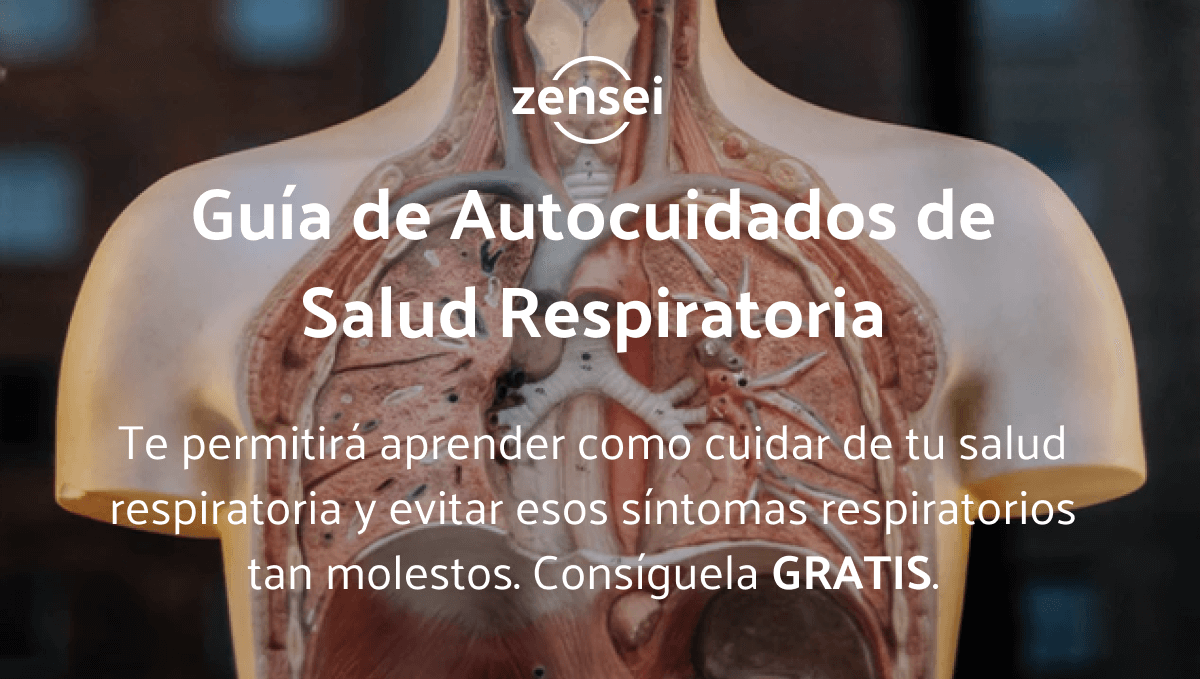 zensei
Guía de Autocuidados de
Salud Respiratoria
Te permitirá aprender como cuidar de tu salud
respiratoria y evitar esos síntomas respiratorios
tan molestos. Consíguela GRATIS.